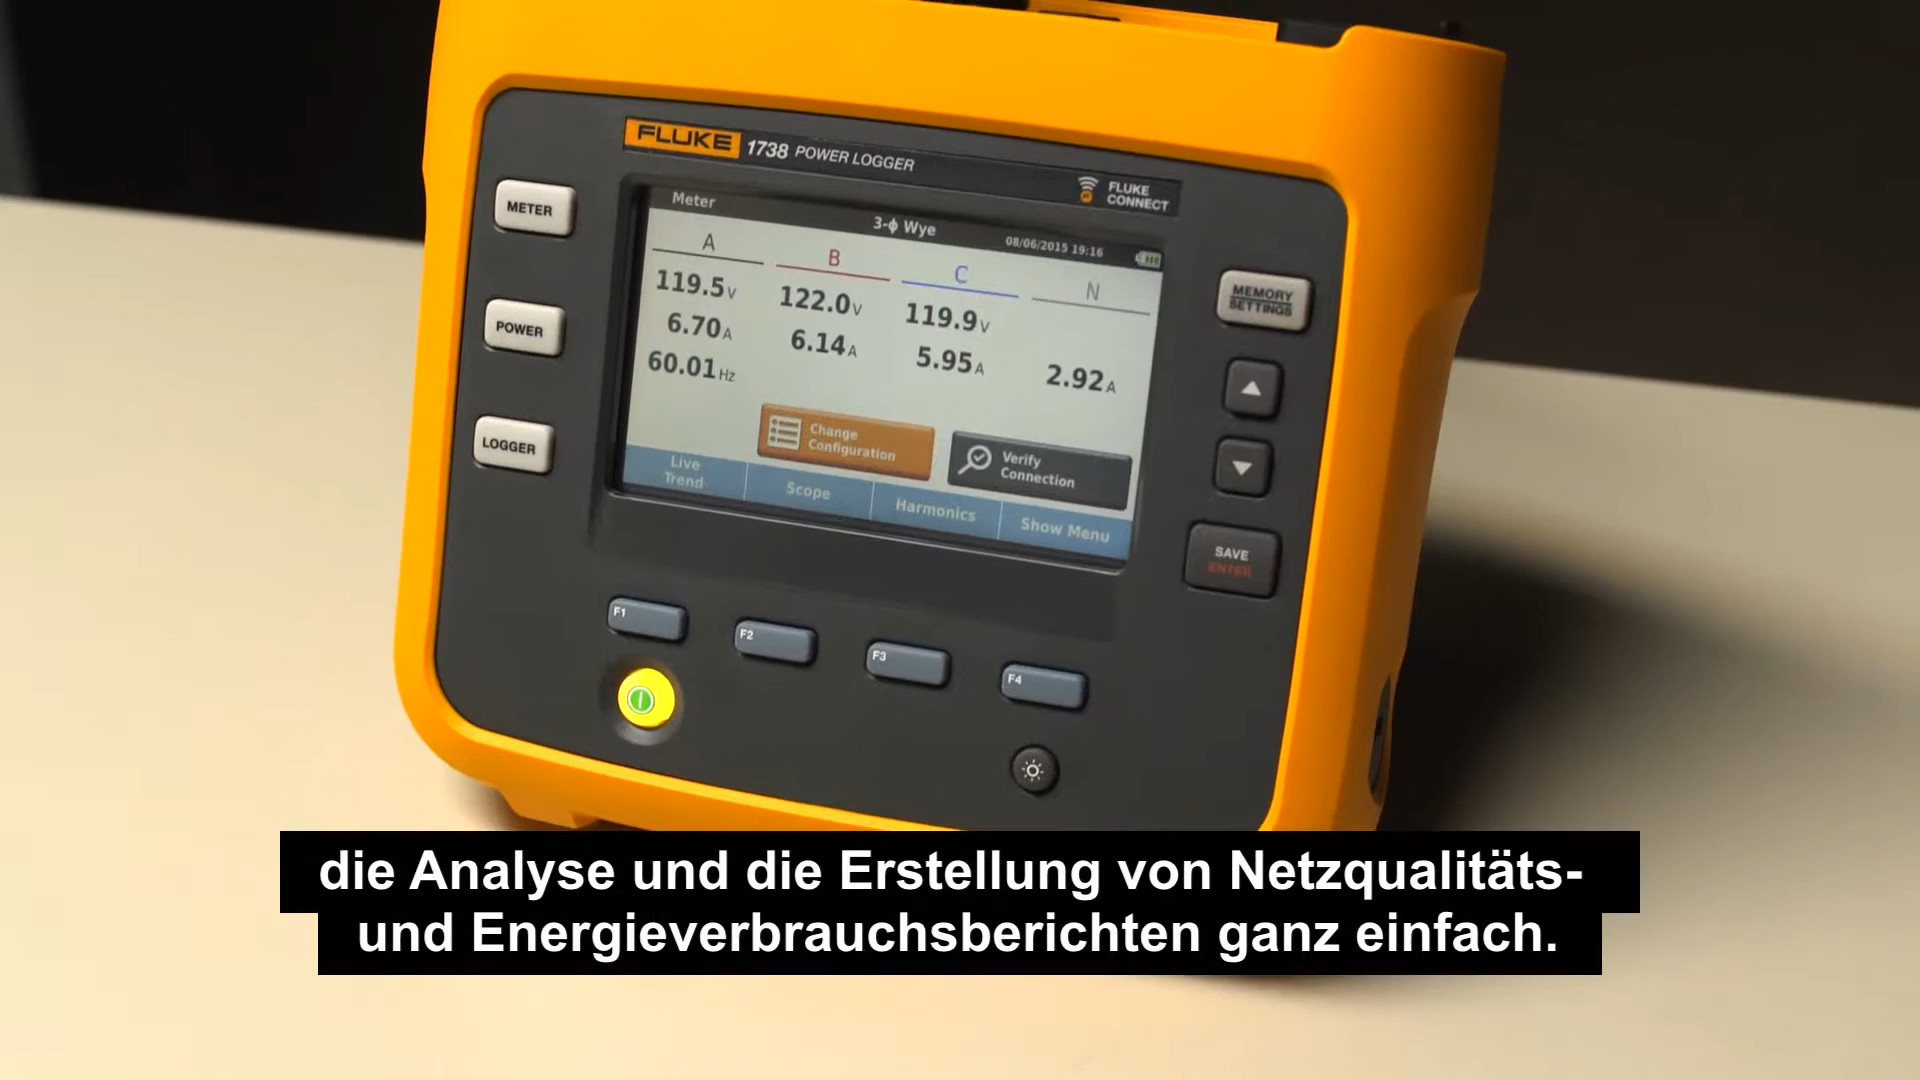 FLUKE 1738 POWER LOGGER
FLUKE
CONNECT
METER
POWER
LOGGER
Meter
3-ϕ Wye
08/06/2015 19:16
A B C N
119.5V 122.0V 119.9V
6.70A 6.14A 5.95A 2.92A
60.01Hz
Change
Configuration
Verify
Connection
Live
Trend
Scope
Harmonics
Show Menu
MEMORY
SETTINGS
SAVE
ENTER
F1
F2
F3
F4
die Analyse und die Erstellung von Netzqualitäts-
und Energieverbrauchsberichten ganz einfach.